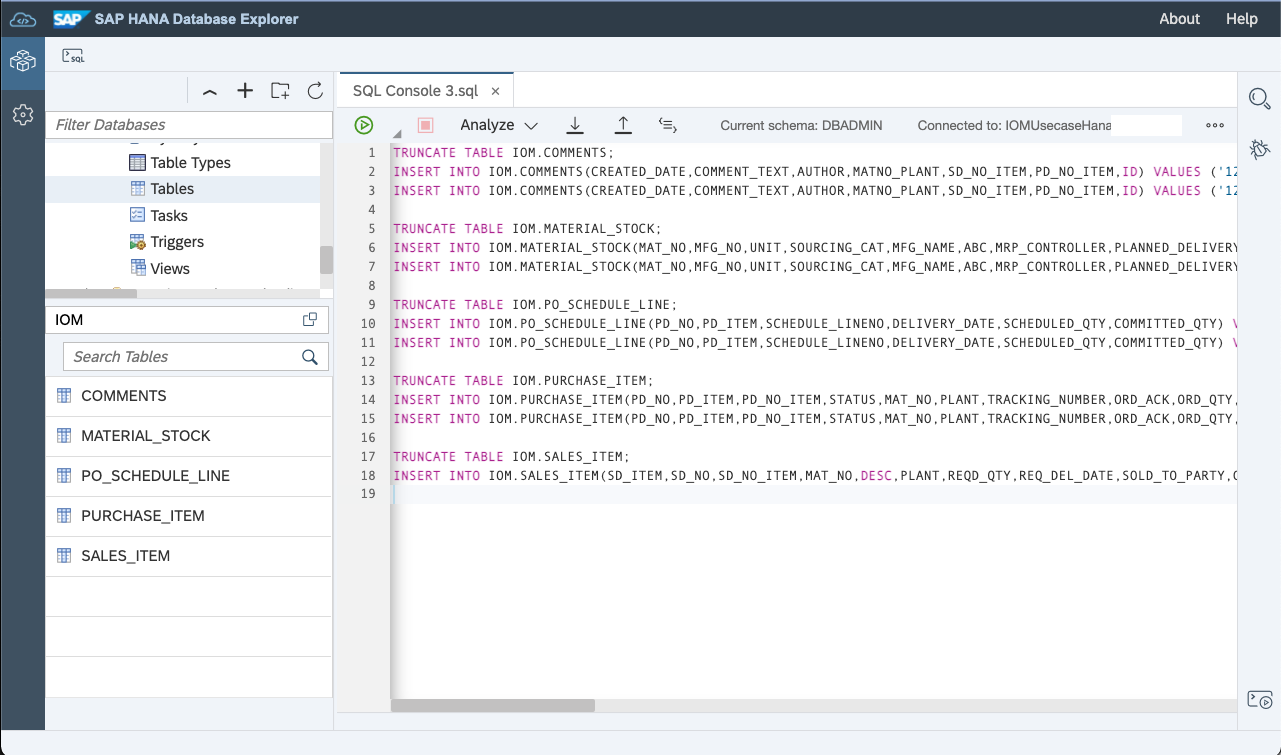 SAP SAP HANA Database Explorer About Help
SQL
SQL Console 3.sql ×
Filter Databases
Analyze Current schema: DBADMIN Connected to: IOMUsecaseHana
Table Types
Tables
Tasks
Triggers
Views
IOM
Search Tables
COMMENTS
MATERIAL_STOCK
PO_SCHEDULE_LINE
PURCHASE_ITEM
SALES_ITEM
1 TRUNCATE TABLE IOM.COMMENTS;
2 INSERT INTO IOM.COMMENTS(CREATED_DATE,COMMENT_TEXT,AUTHOR,MATNO_PLANT,SD_NO_ITEM,PD_NO_ITEM,ID) VALUES ('12
3 INSERT INTO IOM.COMMENTS(CREATED_DATE,COMMENT_TEXT,AUTHOR,MATNO_PLANT,SD_NO_ITEM,PD_NO_ITEM,ID) VALUES ('12
4
5 TRUNCATE TABLE IOM.MATERIAL_STOCK;
6 INSERT INTO IOM.MATERIAL_STOCK(MAT_NO,MFG_NO,UNIT,SOURCING_CAT,MFG_NAME,ABC,MRP_CONTROLLER,PLANNED_DELIVERY
7 INSERT INTO IOM.MATERIAL_STOCK(MAT_NO,MFG_NO,UNIT,SOURCING_CAT,MFG_NAME,ABC,MRP_CONTROLLER,PLANNED_DELIVERY
8
9 TRUNCATE TABLE IOM.PO_SCHEDULE_LINE;
10 INSERT INTO IOM.PO_SCHEDULE_LINE(PD_NO,PD_ITEM,SCHEDULE_LINENO,DELIVERY_DATE,SCHEDULED_QTY,COMMITTED_QTY)
11 INSERT INTO IOM.PO_SCHEDULE_LINE(PD_NO,PD_ITEM,SCHEDULE_LINENO,DELIVERY_DATE,SCHEDULED_QTY,COMMITTED_QTY)
12
13 TRUNCATE TABLE IOM.PURCHASE_ITEM;
14 INSERT INTO IOM.PURCHASE_ITEM(PD_NO,PD_ITEM,PD_NO_ITEM,STATUS,MAT_NO,PLANT,TRACKING_NUMBER,ORD_ACK,ORD_QTY,
15 INSERT INTO IOM.PURCHASE_ITEM(PD_NO,PD_ITEM,PD_NO_ITEM,STATUS,MAT_NO,PLANT,TRACKING_NUMBER,ORD_ACK,ORD_QTY,
16
17 TRUNCATE TABLE IOM.SALES_ITEM;
18 INSERT INTO IOM.SALES_ITEM(SD_ITEM,SD_NO,SD_NO_ITEM,MAT_NO,DESC,PLANT,REQD_QTY,REQ_DEL_DATE,SOLD_TO_PARTY,
19